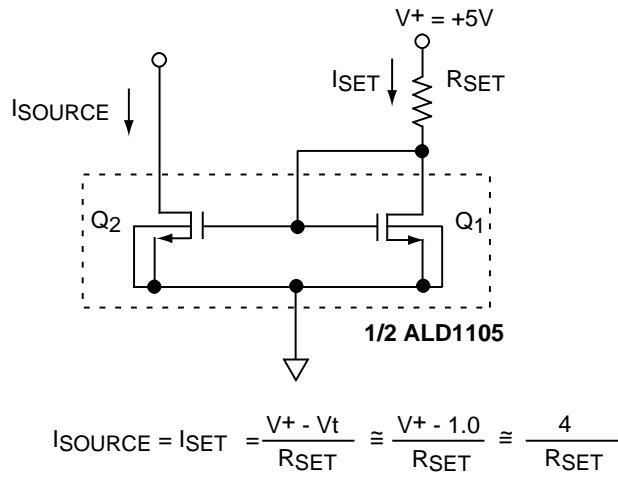 V+ = +5V
ISET
RSET
ISOURCE
Q2
Q1
1/2 ALD1105
ISOURCE = ISET = V+ - Vt / RSET ≅ V+ - 1.0 / RSET ≅ 4 / RSET